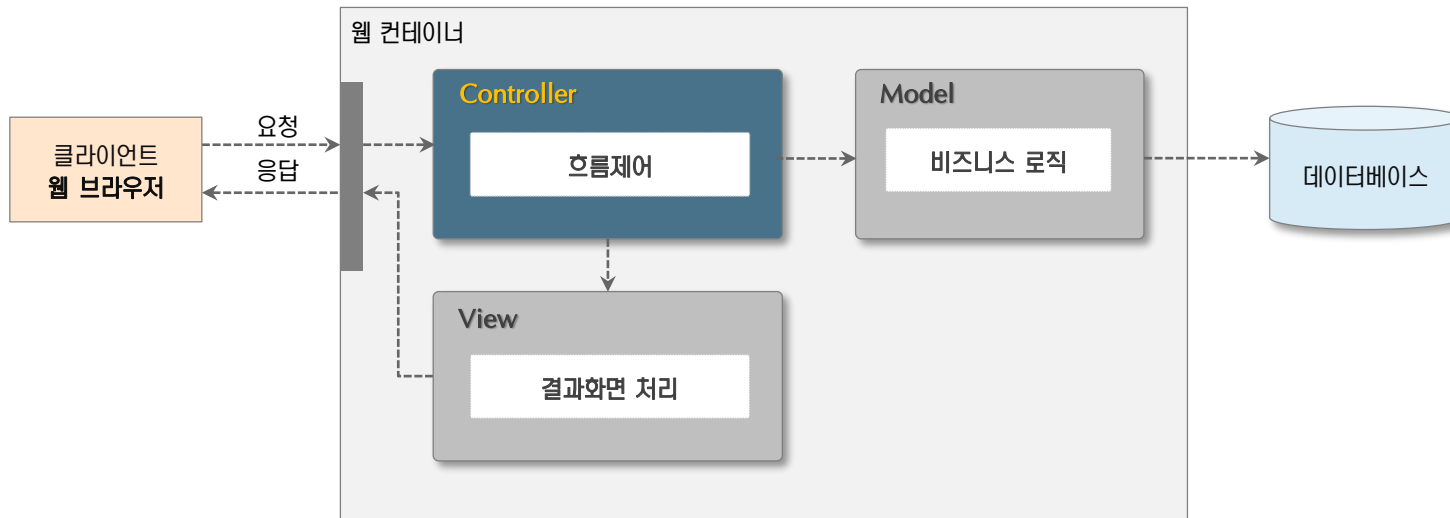 웹 컨테이너
Controller
흐름제어
Model
비즈니스 로직
클라이언트
웹 브라우저
요청
응답
데이터베이스
View
결과화면 처리